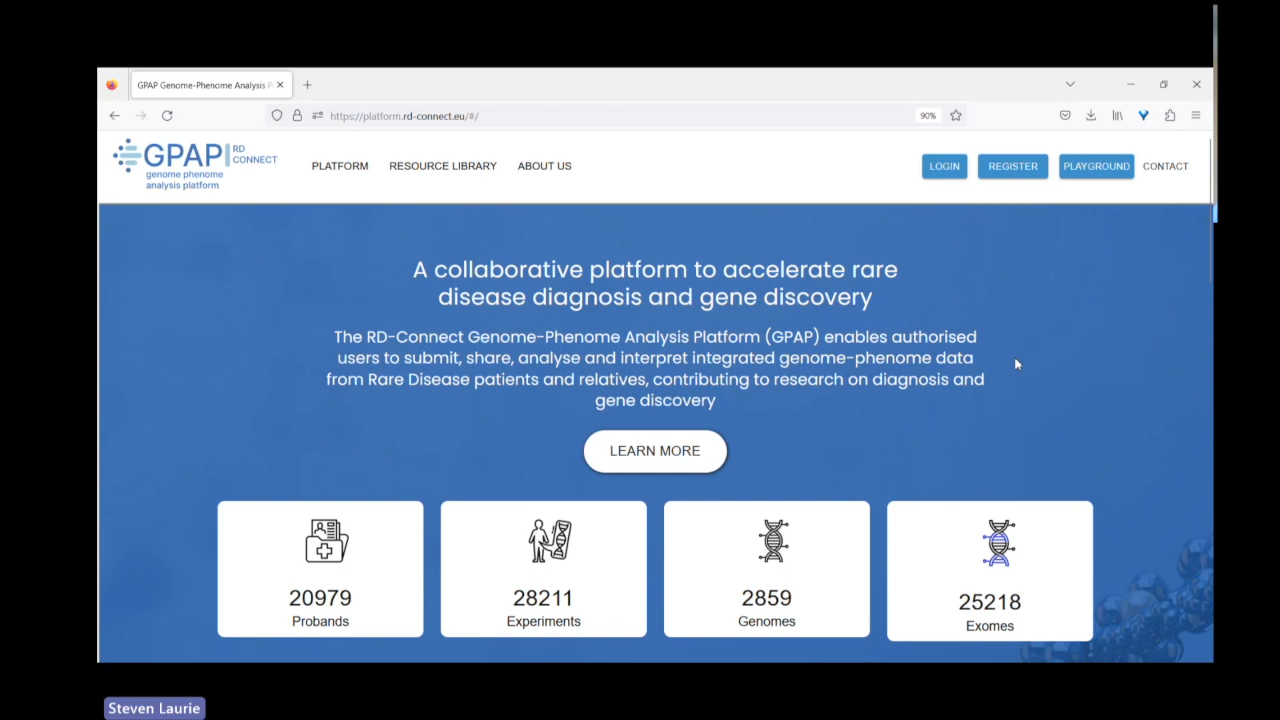 GPAP Genome-Phenome Analysis P
https://platform.rd-connect.eu/#/
90%
GPAP RD CONNECT
genome phenome
analysis platform
PLATFORM RESOURCE LIBRARY ABOUT US
LOGIN REGISTER PLAYGROUND CONTACT
A collaborative platform to accelerate rare
disease diagnosis and gene discovery
The RD-Connect Genome-Phenome Analysis Platform (GPAP) enables authorised
users to submit, share, analyse and interpret integrated genome-phenome data
from Rare Disease patients and relatives, contributing to research on diagnosis and
gene discovery
LEARN MORE
20979
Probands
28211
Experiments
2859
Genomes
25218
Exomes
Steven Laurie